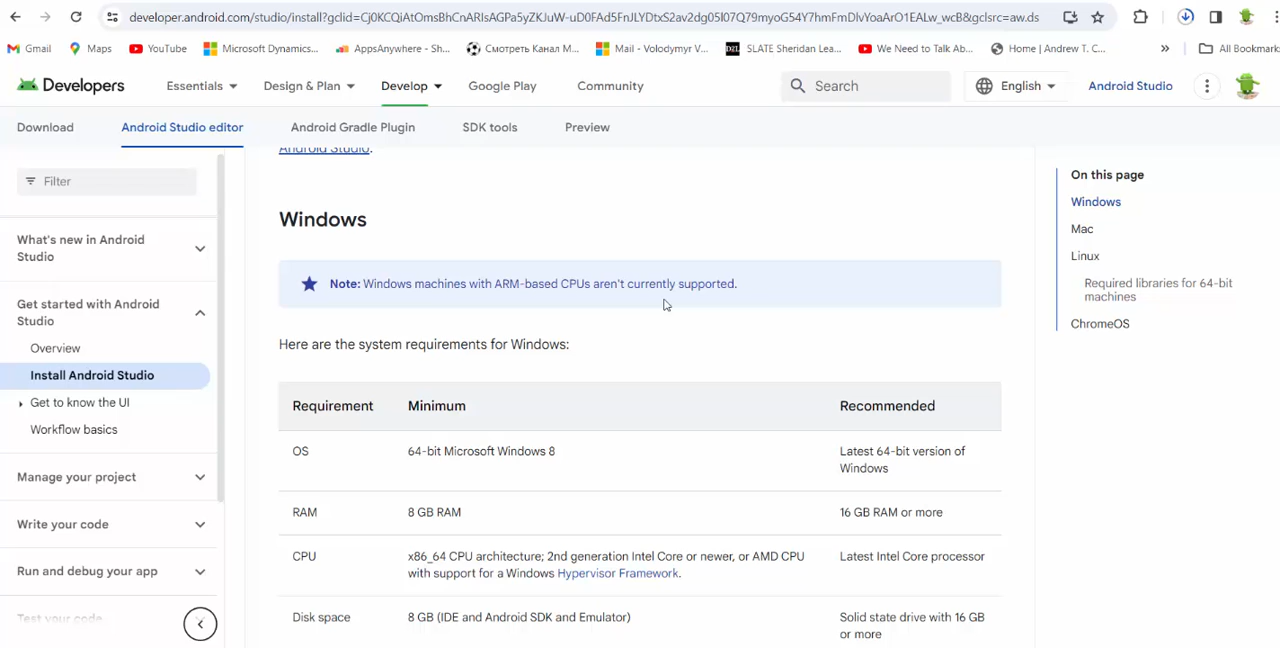 developer.android.com/studio/install?gclid=Cj0KCQiAtOmsBhCnARIsAGPa5yZKJuW-uD0FAd5FnJLYDtxS2av2dg05l07Q79myoG54Y7hmFmDlvYoaArO1EALw_wcB&gclsrc=aw.ds
Gmail Maps YouTube Microsoft Dynamics... AppsAnywhere - Sh... Смотреть Канал М... Mail - Volodymyr V... SLATE Sheridan Lea... We Need to Talk Ab... Home | Andrew T. C... » All Bookmark
Developers Essentials Design & Plan Develop Google Play Community Search English Android Studio
Download Android Studio editor Android Gradle Plugin SDK tools Preview
Filter
What's new in Android
Studio
Get started with Android
Studio
Overview
Install Android Studio
Get to know the UI
Workflow basics
Manage your project
Write your code
Run and debug your app
Test your code
Android Studio.
Windows
Note: Windows machines with ARM-based CPUs aren't currently supported.
Here are the system requirements for Windows:
Requirement Minimum Recommended
OS 64-bit Microsoft Windows 8 Latest 64-bit version of
Windows
RAM 8 GB RAM 16 GB RAM or more
CPU x86_64 CPU architecture; 2nd generation Intel Core or newer, or AMD CPU Latest Intel Core processor
with support for a Windows Hypervisor Framework.
Disk space 8 GB (IDE and Android SDK and Emulator) Solid state drive with 16 GB
or more
On this page
Windows
Mac
Linux
Required libraries for 64-bit
machines
ChromeOS